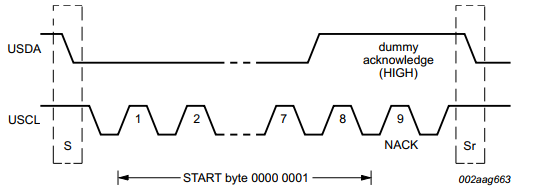 USDA
dummy
acknowledge
(HIGH)
USCL
1
2
7
8
9
S
NACK
Sr
START byte 0000 0001
002aag663